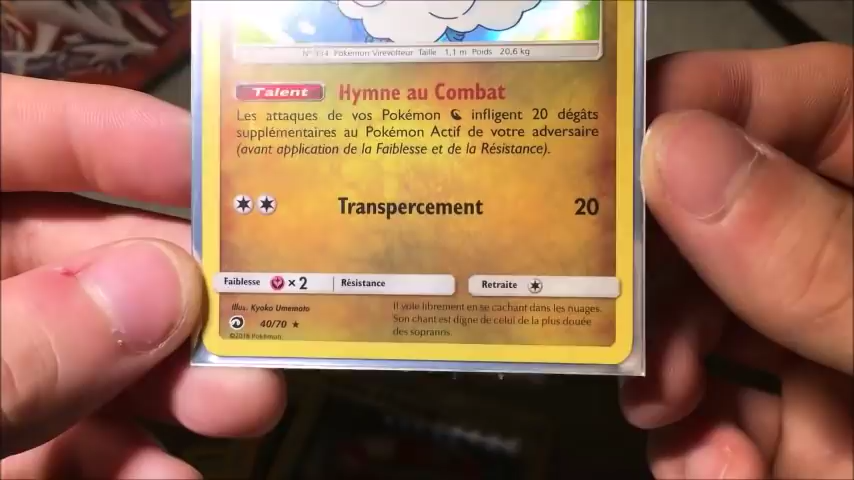 N° 334 Pokémon Virevolteur Taille 1,1 m Poids 20,6 kg
Talent Hymne au Combat
Les attaques de vos Pokémon infligent 20 dégâts
supplémentaires au Pokémon Actif de votre adversaire
(avant application de la Faiblesse et de la Résistance).
Transpercement 20
Faiblesse ×2 Résistance Retraite
Illus. Kyoko Umemoto
40/70 ★
©2018 Pokémon
Il vole librement en se cachant dans les nuages.
Son chant est digne de celui de la plus douée
des sopranos.